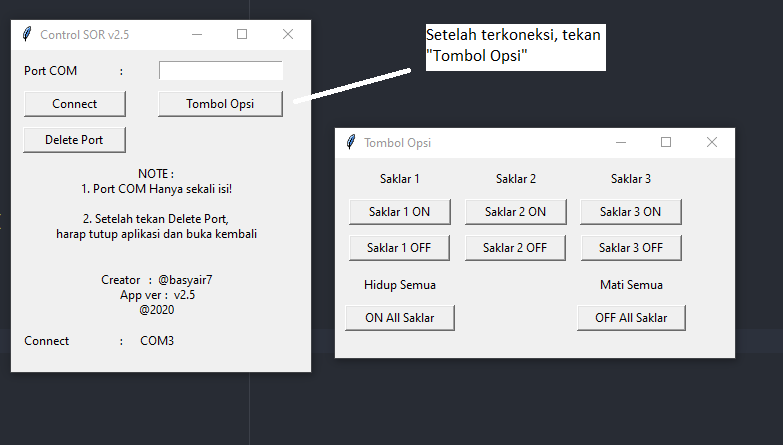 Control SOR v2.5
Port COM :
Connect Tombol Opsi
Delete Port
NOTE :
1. Port COM Hanya sekali isi!
2. Setelah tekan Delete Port,
harap tutup aplikasi dan buka kembali
Creator : @basyair7
App ver : v2.5
@2020
Connect : COM3
Setelah terkoneksi, tekan
"Tombol Opsi"
Tombol Opsi
Saklar 1 Saklar 2 Saklar 3
Saklar 1 ON Saklar 2 ON Saklar 3 ON
Saklar 1 OFF Saklar 2 OFF Saklar 3 OFF
Hidup Semua Mati Semua
ON All Saklar OFF All Saklar